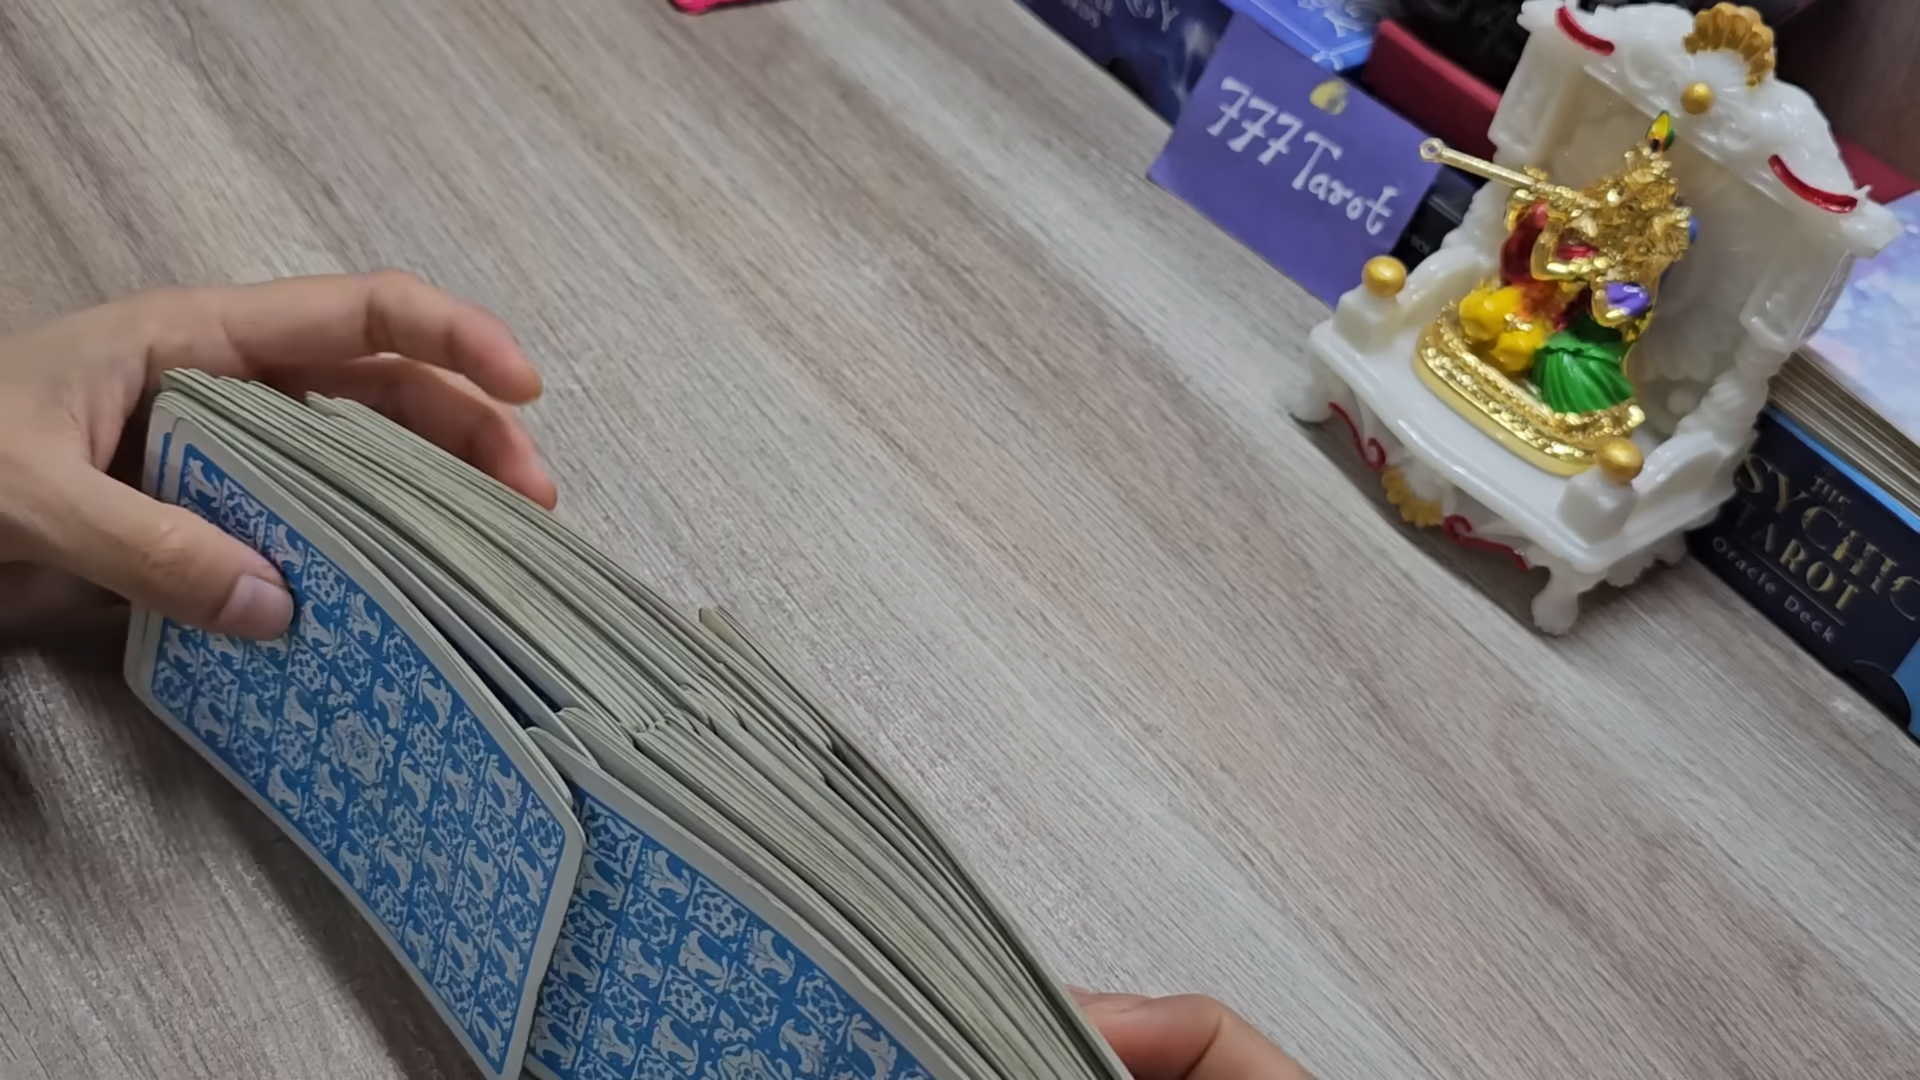 777 Tarot
THE
PSYCHIC
TAROT
Oracle Deck